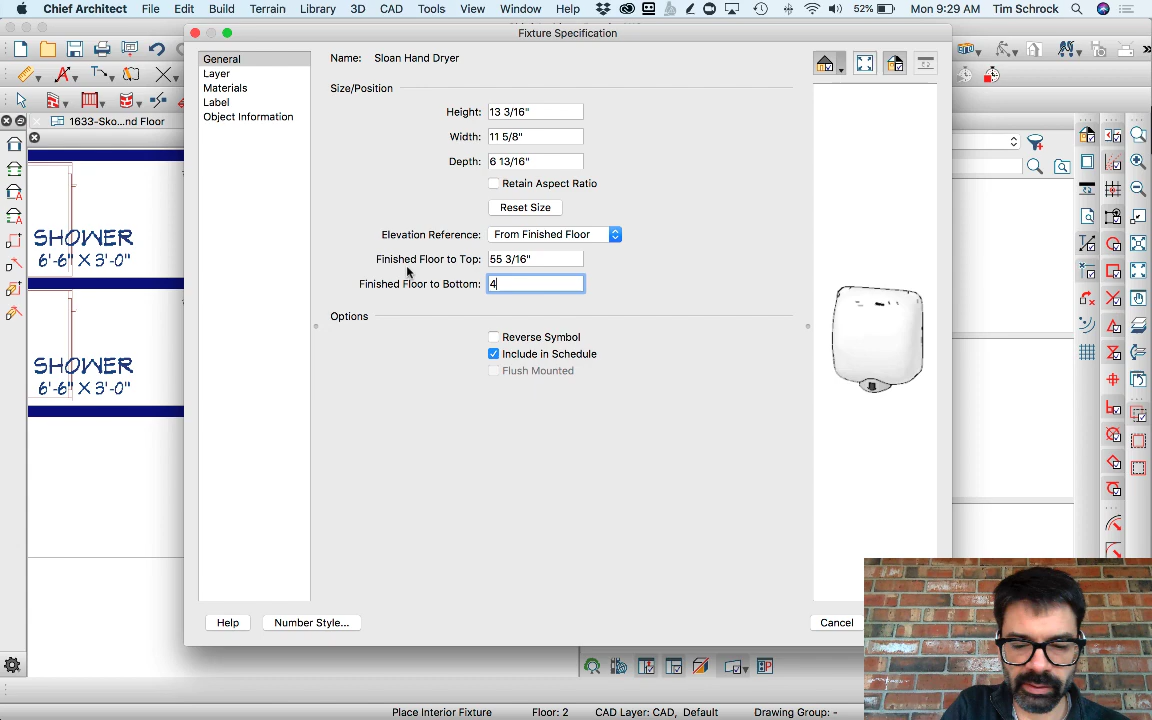 Chief Architect File Edit Build Terrain Library 3D CAD Tools View Window Help 52% Mon 9:29 AM Tim Schrock
Fixture Specification
1633-Sko...nd Floor
General
Layer
Materials
Label
Object Information
Name: Sloan Hand Dryer
Size/Position
Height: 13 3/16"
Width: 11 5/8"
Depth: 6 13/16"
Retain Aspect Ratio
Reset Size
Elevation Reference: From Finished Floor
Finished Floor to Top: 55 3/16"
Finished Floor to Bottom: 4
Options
Reverse Symbol
Include in Schedule
Flush Mounted
SHOWER
6'-6" X 3'-0"
SHOWER
6'-6" X 3'-0"
Help Number Style... Cancel
Place Interior Fixture Floor: 2 CAD Layer: CAD, Default Drawing Group: -